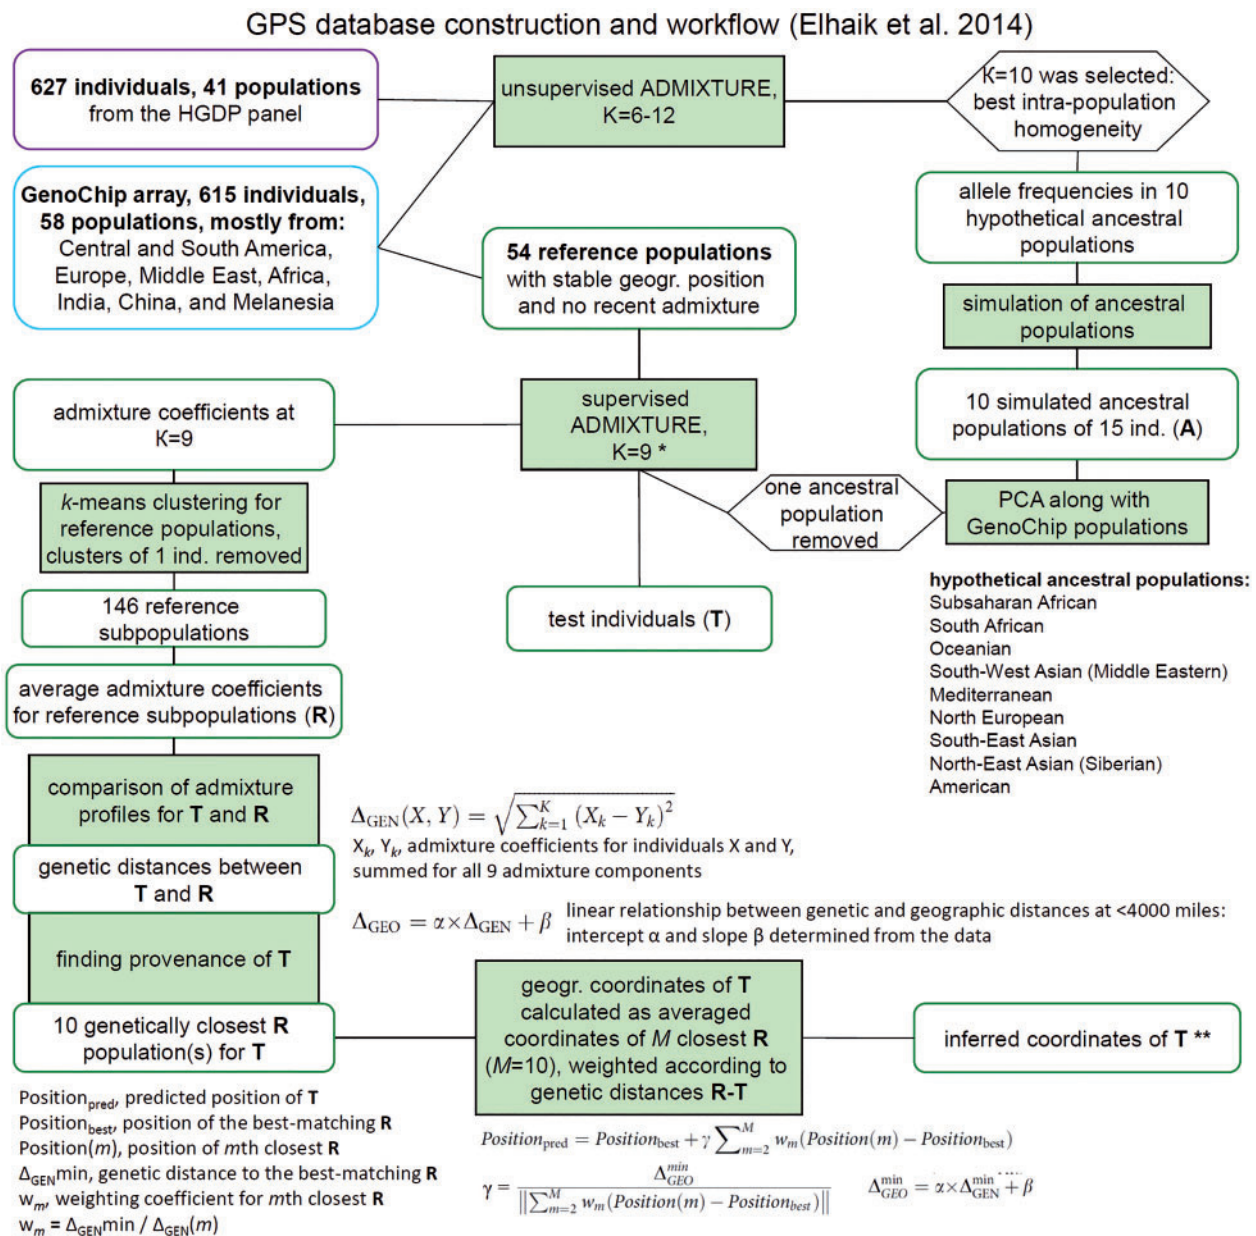 GPS database construction and workflow (Elhaik et al. 2014)
627 individuals, 41 populations
from the HGDP panel
unsupervised ADMIXTURE,
K=6-12
K=10 was selected:
best intra-population
homogeneity
GenoChip array, 615 individuals,
58 populations, mostly from:
Central and South America,
Europe, Middle East, Africa,
India, China, and Melanesia
54 reference populations
with stable geogr. position
and no recent admixture
allele frequencies in 10
hypothetical ancestral
populations
simulation of ancestral
populations
admixture coefficients at
K=9
supervised
ADMIXTURE,
K=9 *
10 simulated ancestral
populations of 15 ind. (A)
k-means clustering for
reference populations,
clusters of 1 ind. removed
one ancestral
population
removed
PCA along with
GenoChip populations
146 reference
subpopulations
test individuals (T)
hypothetical ancestral populations:
Subsaharan African
South African
Oceanian
South-West Asian (Middle Eastern)
Mediterranean
North European
South-East Asian
North-East Asian (Siberian)
American
average admixture coefficients
for reference subpopulations (R)
comparison of admixture
profiles for T and R
Δ_GEN(X, Y) = √(∑_{k=1}^{K} (X_k − Y_k)²)
X_k, Y_k, admixture coefficients for individuals X and Y,
summed for all 9 admixture components
genetic distances between
T and R
Δ_GEO = α×Δ_GEN + β
linear relationship between genetic and geographic distances at <4000 miles:
intercept α and slope β determined from the data
finding provenance of T
10 genetically closest R
population(s) for T
geogr. coordinates of T
calculated as averaged
coordinates of M closest R
(M=10), weighted according to
genetic distances R-T
inferred coordinates of T **
Position_pred, predicted position of T
Position_best, position of the best-matching R
Position(m), position of mth closest R
Δ_GEN min, genetic distance to the best-matching R
w_m, weighting coefficient for mth closest R
w_m = Δ_GEN min / Δ_GEN(m)
Position_pred = Position_best + γ ∑_{m=2}^{M} w_m(Position(m) − Position_best)
γ = Δ_GEO^min / ‖∑_{m=2}^{M} w_m(Position(m) − Position_best)‖
Δ_GEO^min = α×Δ_GEN^min + β